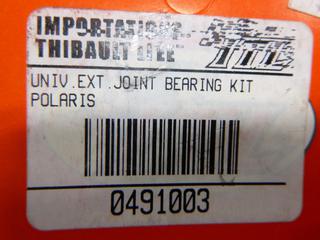 IMPORTATIONS
THIBAULT LTEE
UNIV.EXT.JOINT BEARING KIT
POLARIS
0491003